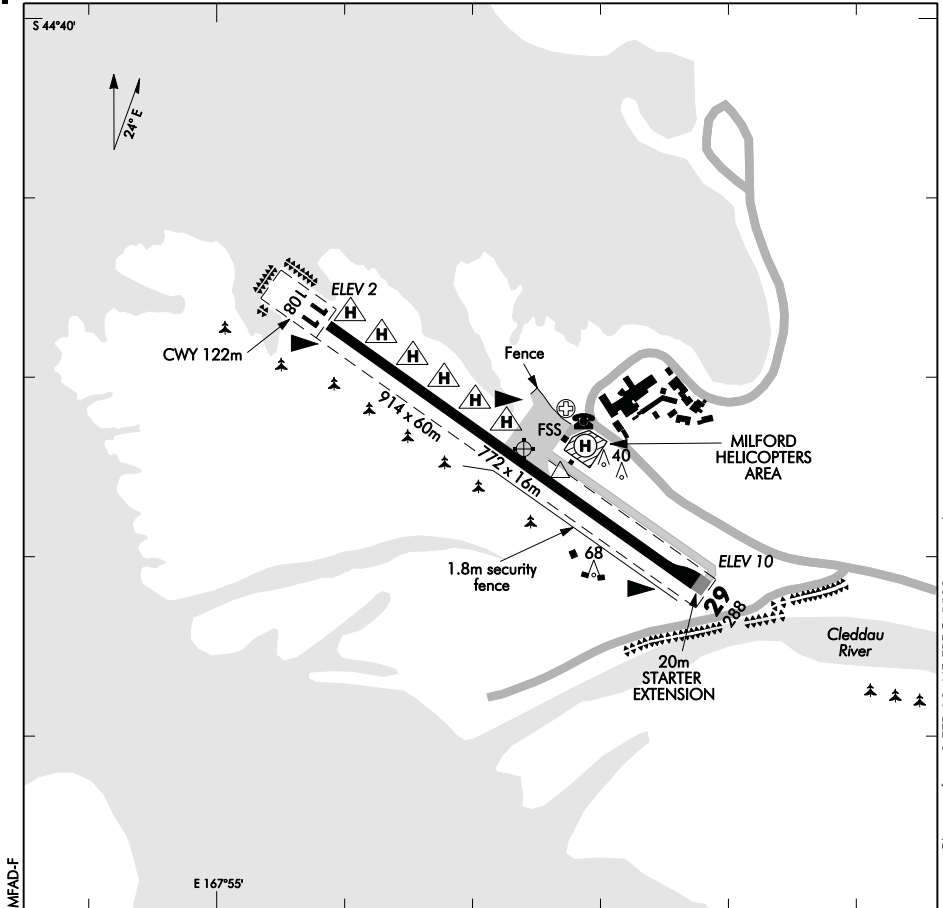 S 44°40'
24° E
ELEV 2
108
11
CWY 122m
H
H
H
H
H
H
Fence
914 x 60m
772 x 16m
FSS
H
40
MILFORD
HELICOPTERS
AREA
1.8m security
fence
68
ELEV 10
29
288
20m
STARTER
EXTENSION
Cleddau
River
E 167°55'
MFAD-F